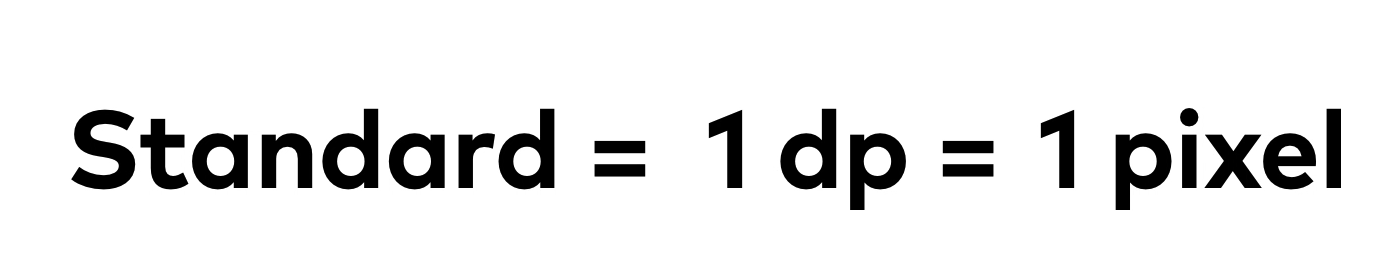 Standard = 1 dp = 1 pixel